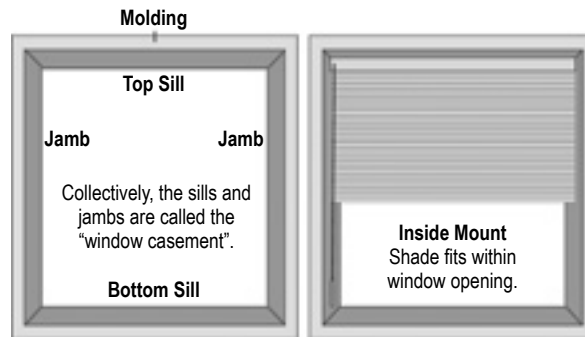 Molding
Top Sill
Jamb
Jamb
Collectively, the sills and
jambs are called the
“window casement”.
Bottom Sill
Inside Mount
Shade fits within
window opening.